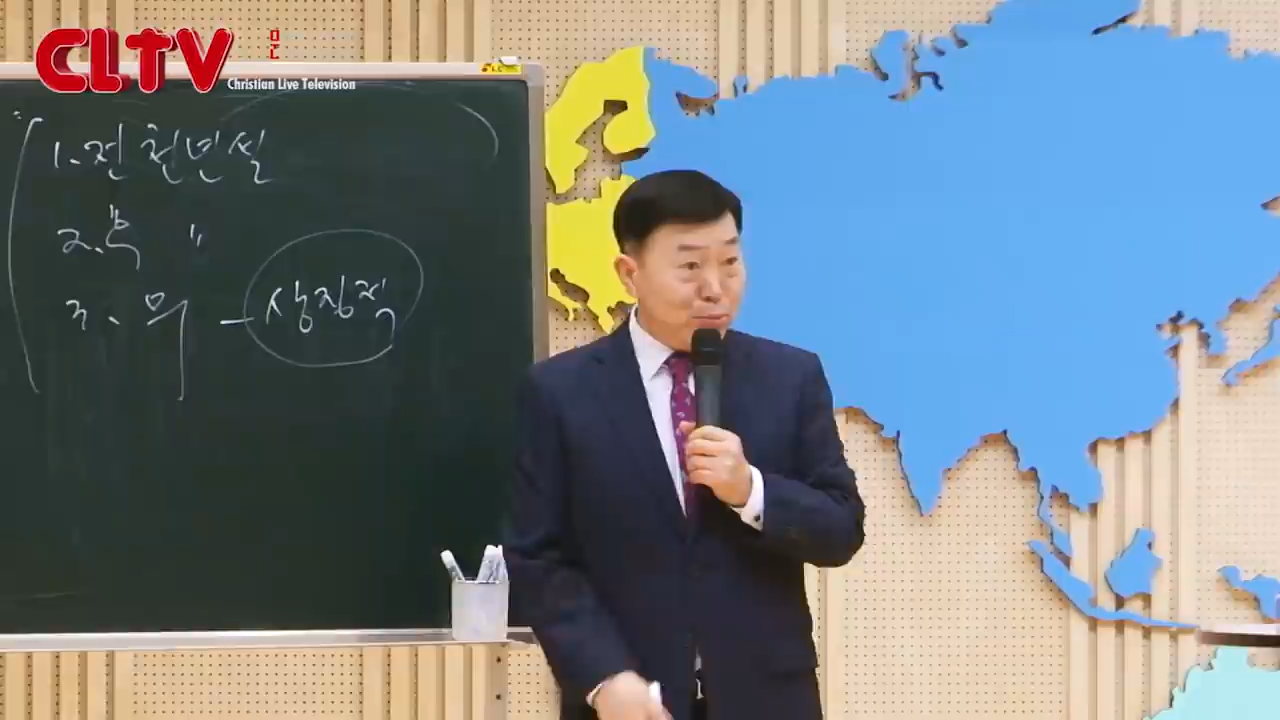 CLTV
Christian Live Television
1. 전천년설
2. 후 "
3. 무 - 상징적